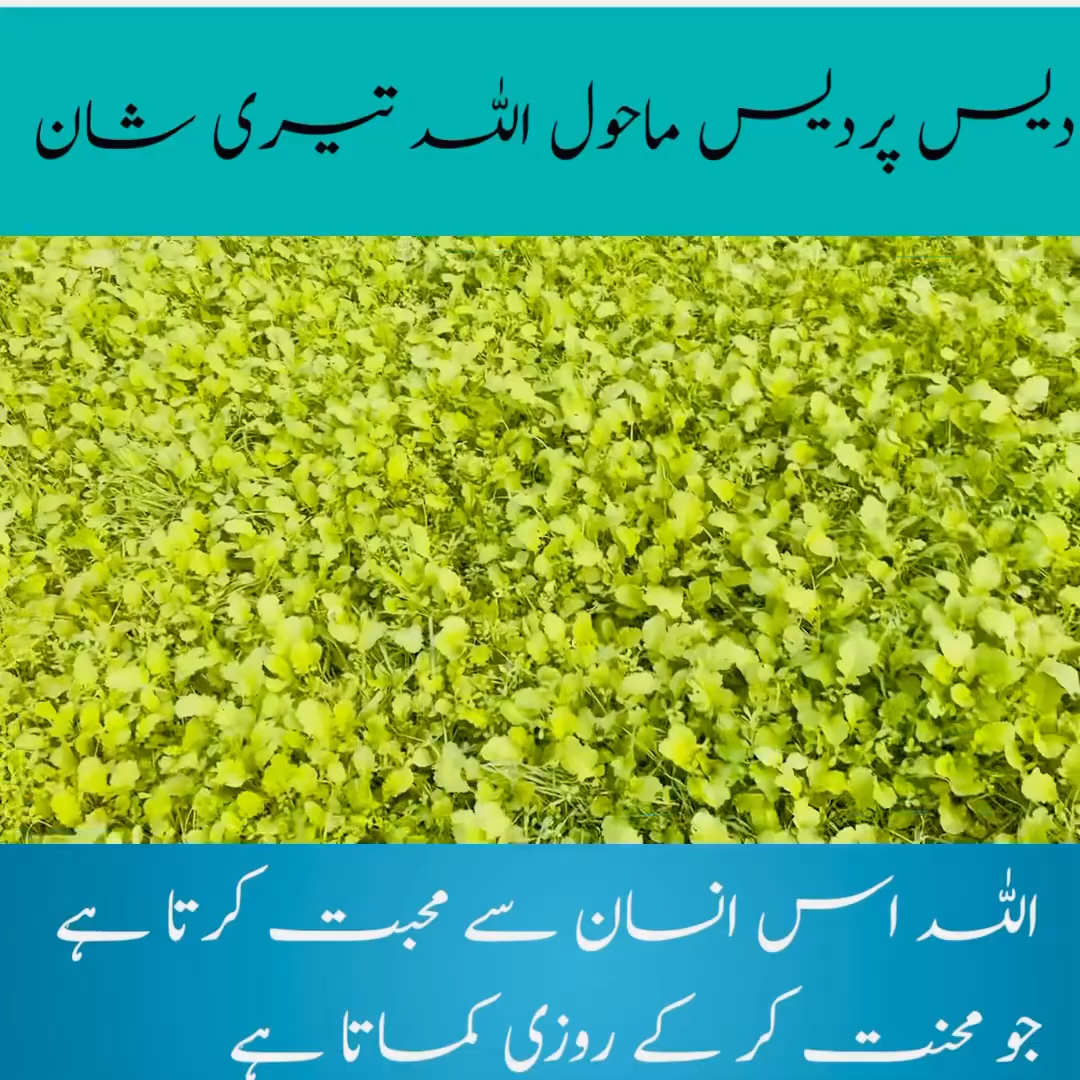 دیس پردیس ماحول اللہ تیری شان
اللہ اس انسان سے محبت کرتا ہے
جو محنت کر کے روزی کماتا ہے